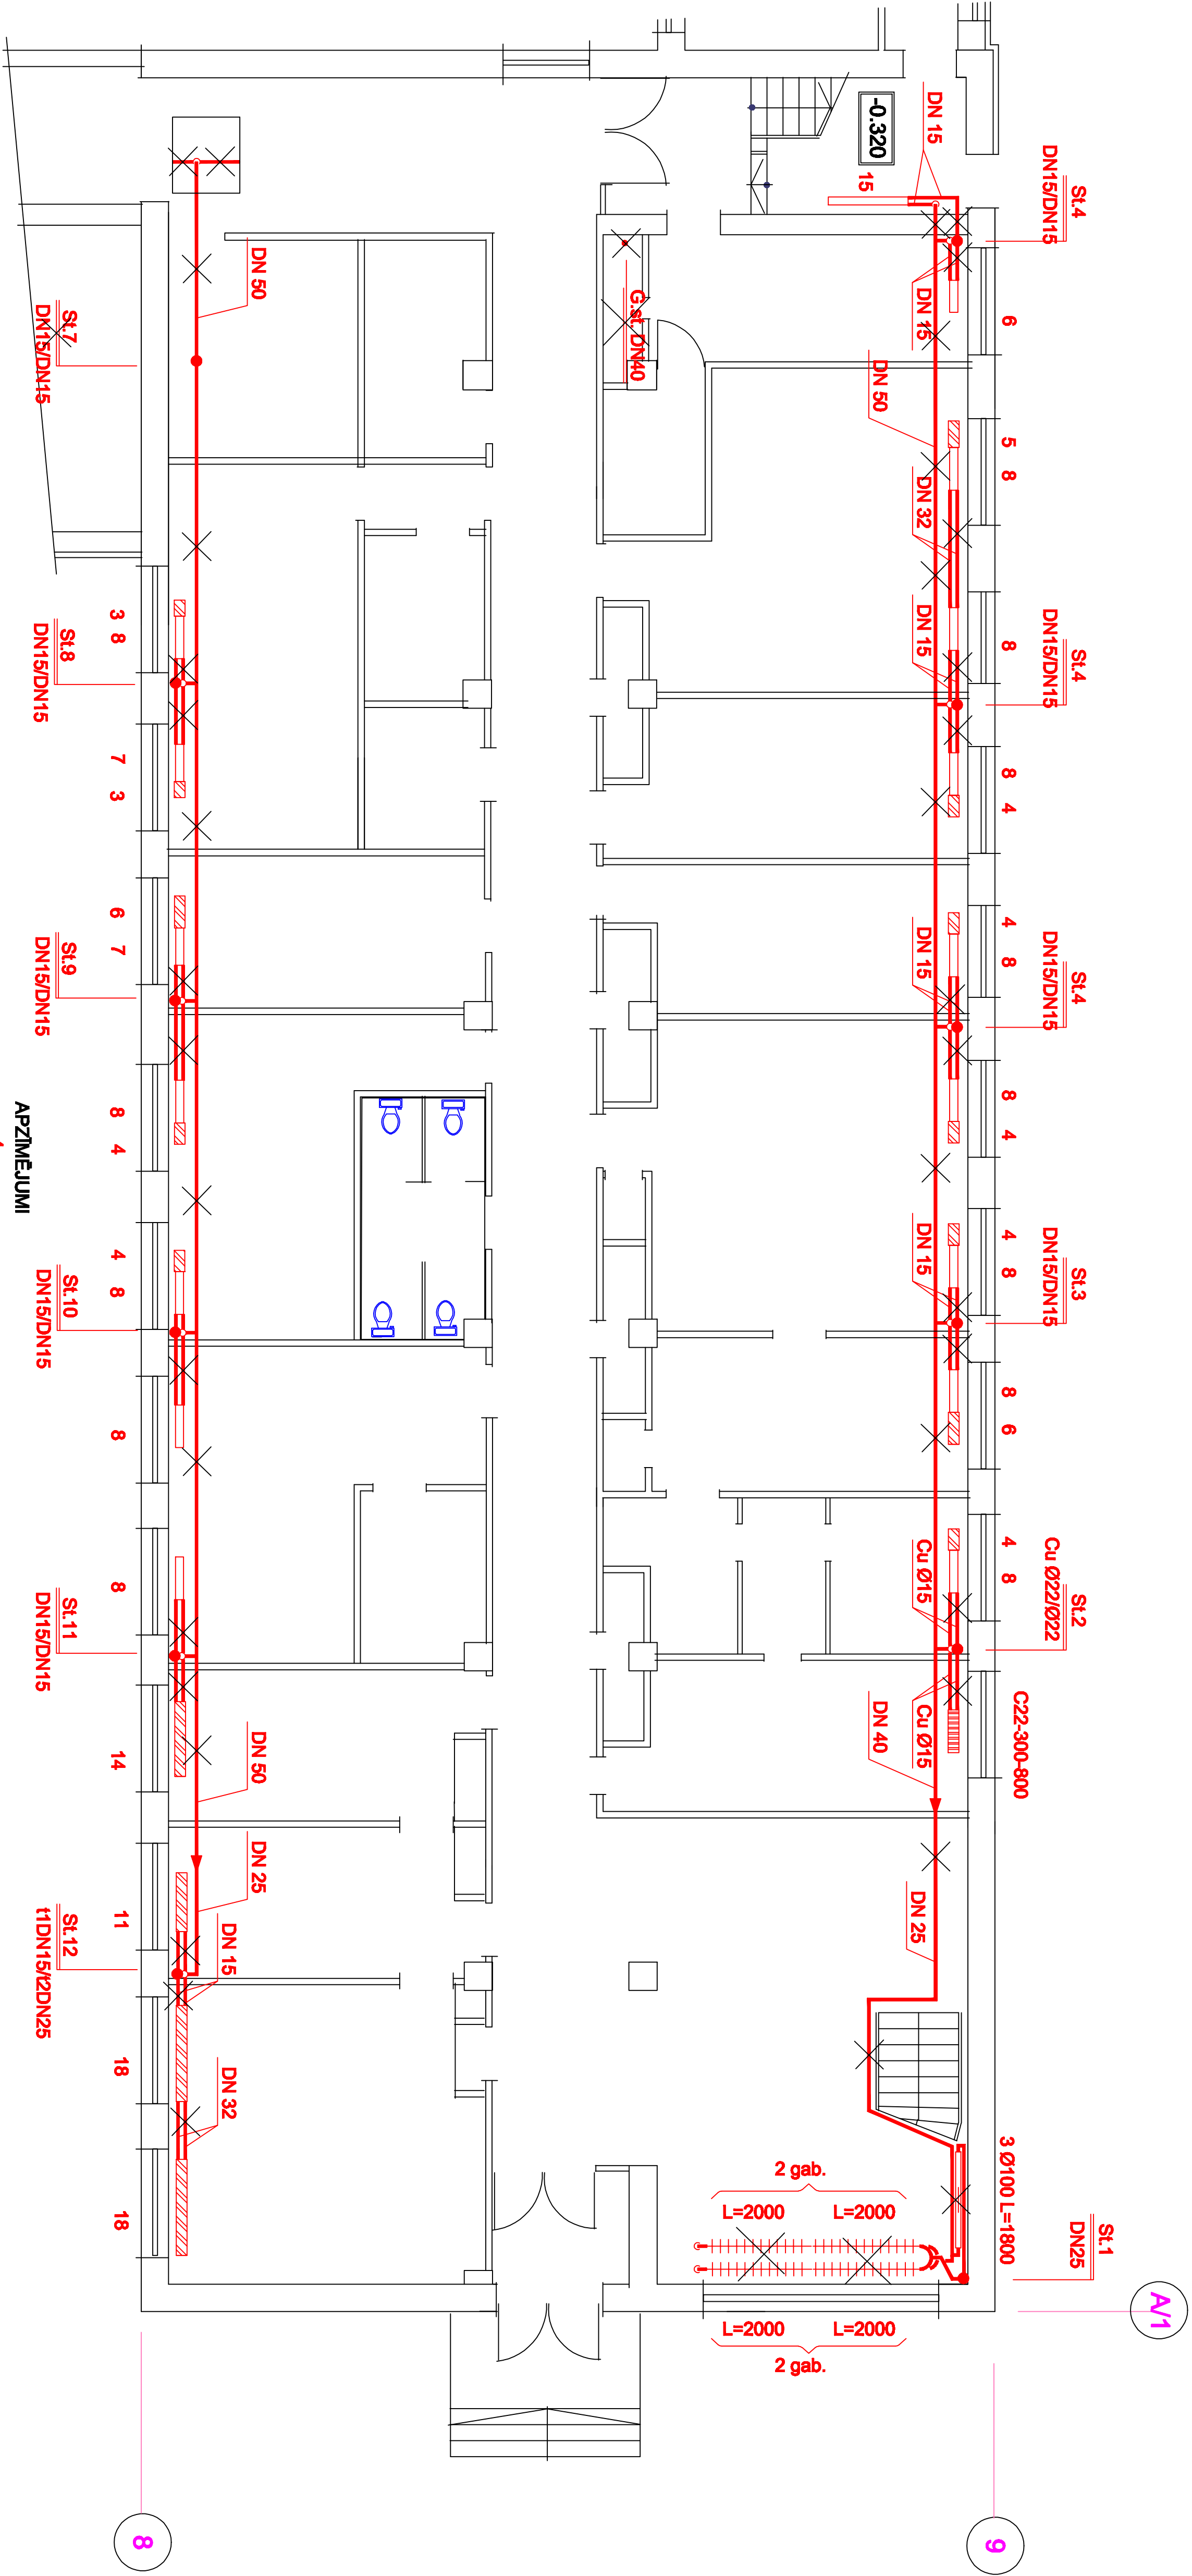 St.4
DN15/DN15
St.4
DN15/DN15
St.4
DN15/DN15
St.3
DN15/DN15
St.2
Cu Ø22/Ø22
St.1
DN25
A/1
6
5 8
8
8 4
4 8
8 4
4 8
8 6
4 8
C22-300-800
3 Ø100 L=1800
DN 15
-0.320
15
DN 15
DN 50
DN 32
DN 15
DN 15
DN 15
Cu Ø15
Cu Ø15
DN 40
DN 25
2 gab.
L=2000 L=2000
L=2000 L=2000
2 gab.
G.st. DN40
DN 50
DN 50
DN 25
DN 15
DN 32
3 8
7 3
6 7
8 4
4 8
8
8
14
11
18
18
St.7
DN15/DN15
St.8
DN15/DN15
St.9
DN15/DN15
St.10
DN15/DN15
St.11
DN15/DN15
St.12
t1DN15/t2DN25
APZĪMĒJUMI
8
9